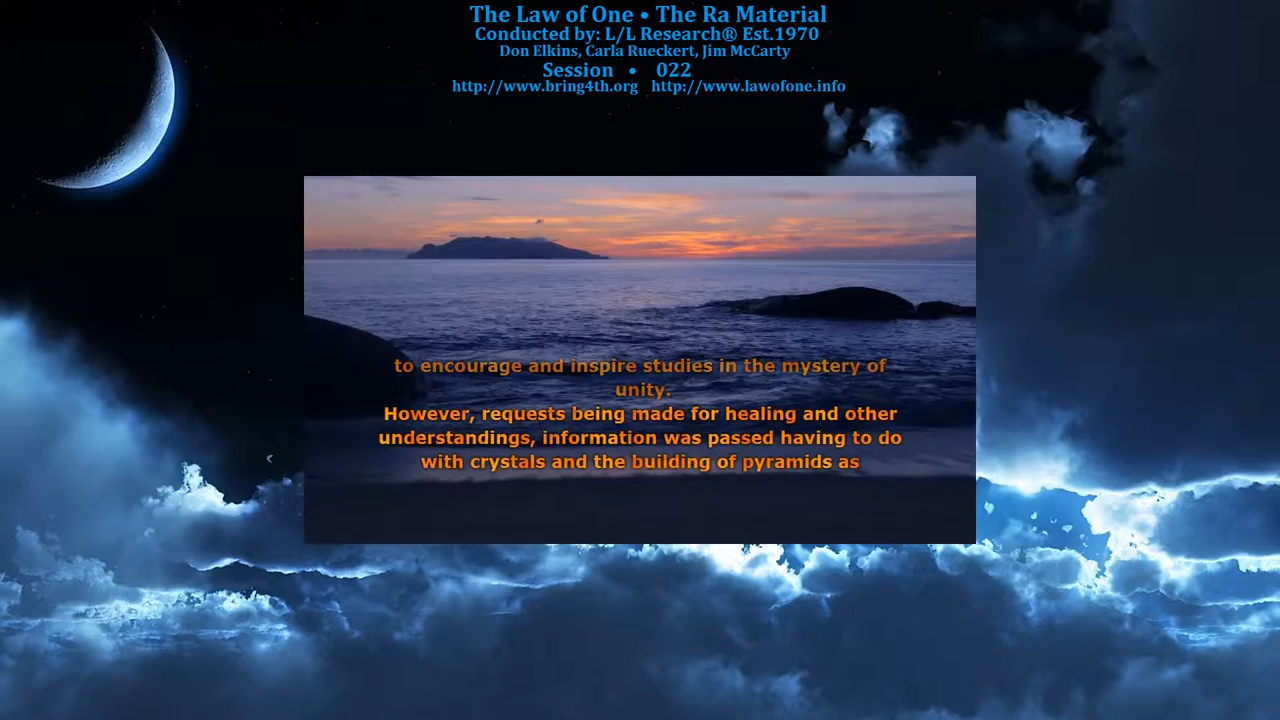 The Law of One • The Ra Material
Conducted by: L/L Research® Est.1970
Don Elkins, Carla Rueckert, Jim McCarty
Session • 022
http://www.bring4th.org http://www.lawofone.info
to encourage and inspire studies in the mystery of
unity.
However, requests being made for healing and other
understandings, information was passed having to do
with crystals and the building of pyramids as